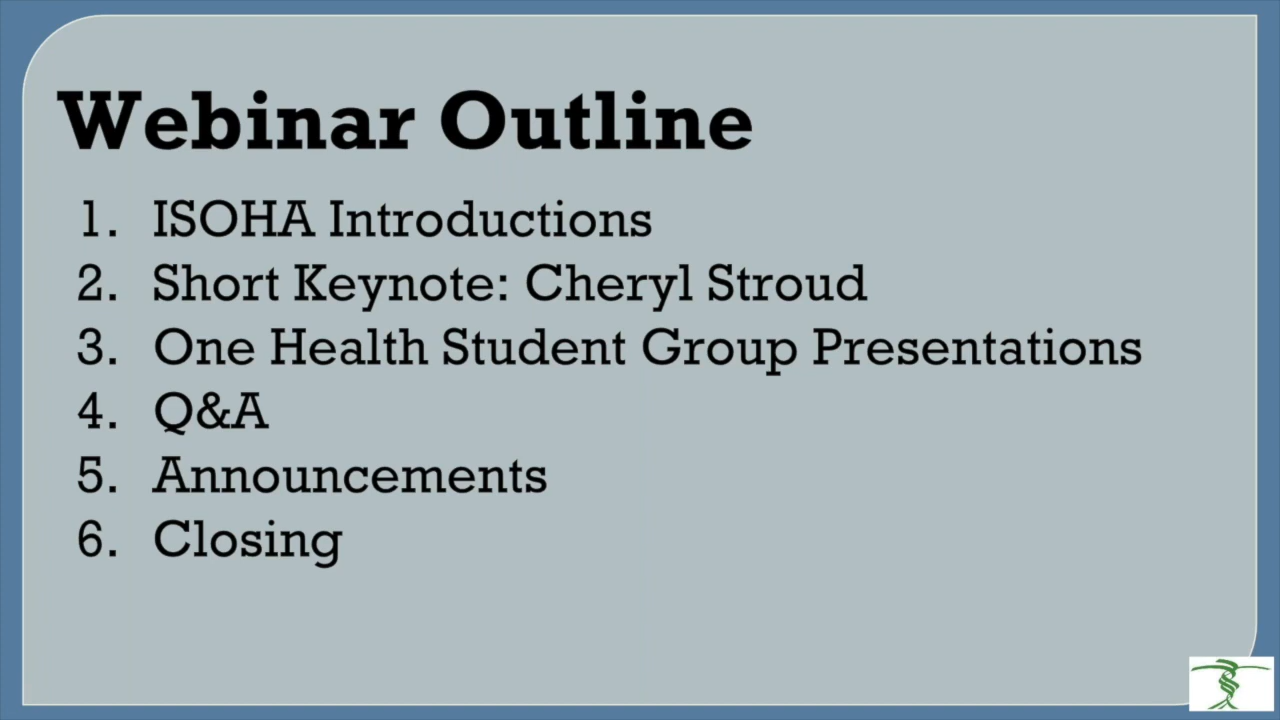 Webinar Outline
1. ISOHA Introductions
2. Short Keynote: Cheryl Stroud
3. One Health Student Group Presentations
4. Q&A
5. Announcements
6. Closing